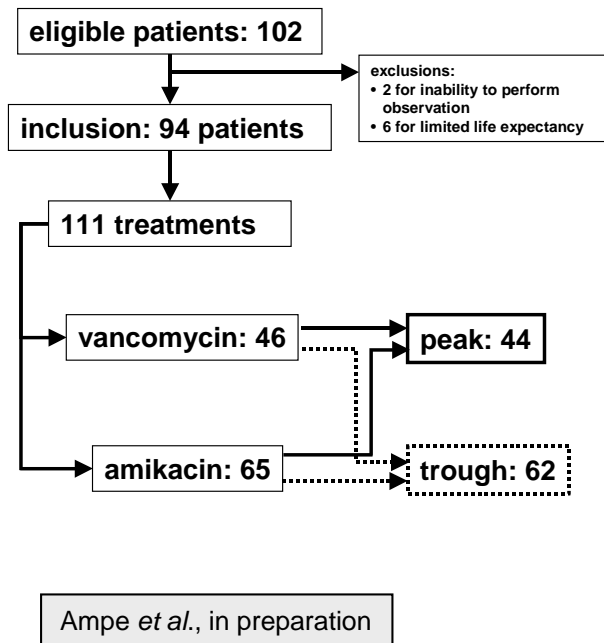 eligible patients: 102
exclusions:
• 2 for inability to perform
observation
• 6 for limited life expectancy
inclusion: 94 patients
111 treatments
vancomycin: 46
peak: 44
amikacin: 65
trough: 62
Ampe et al., in preparation